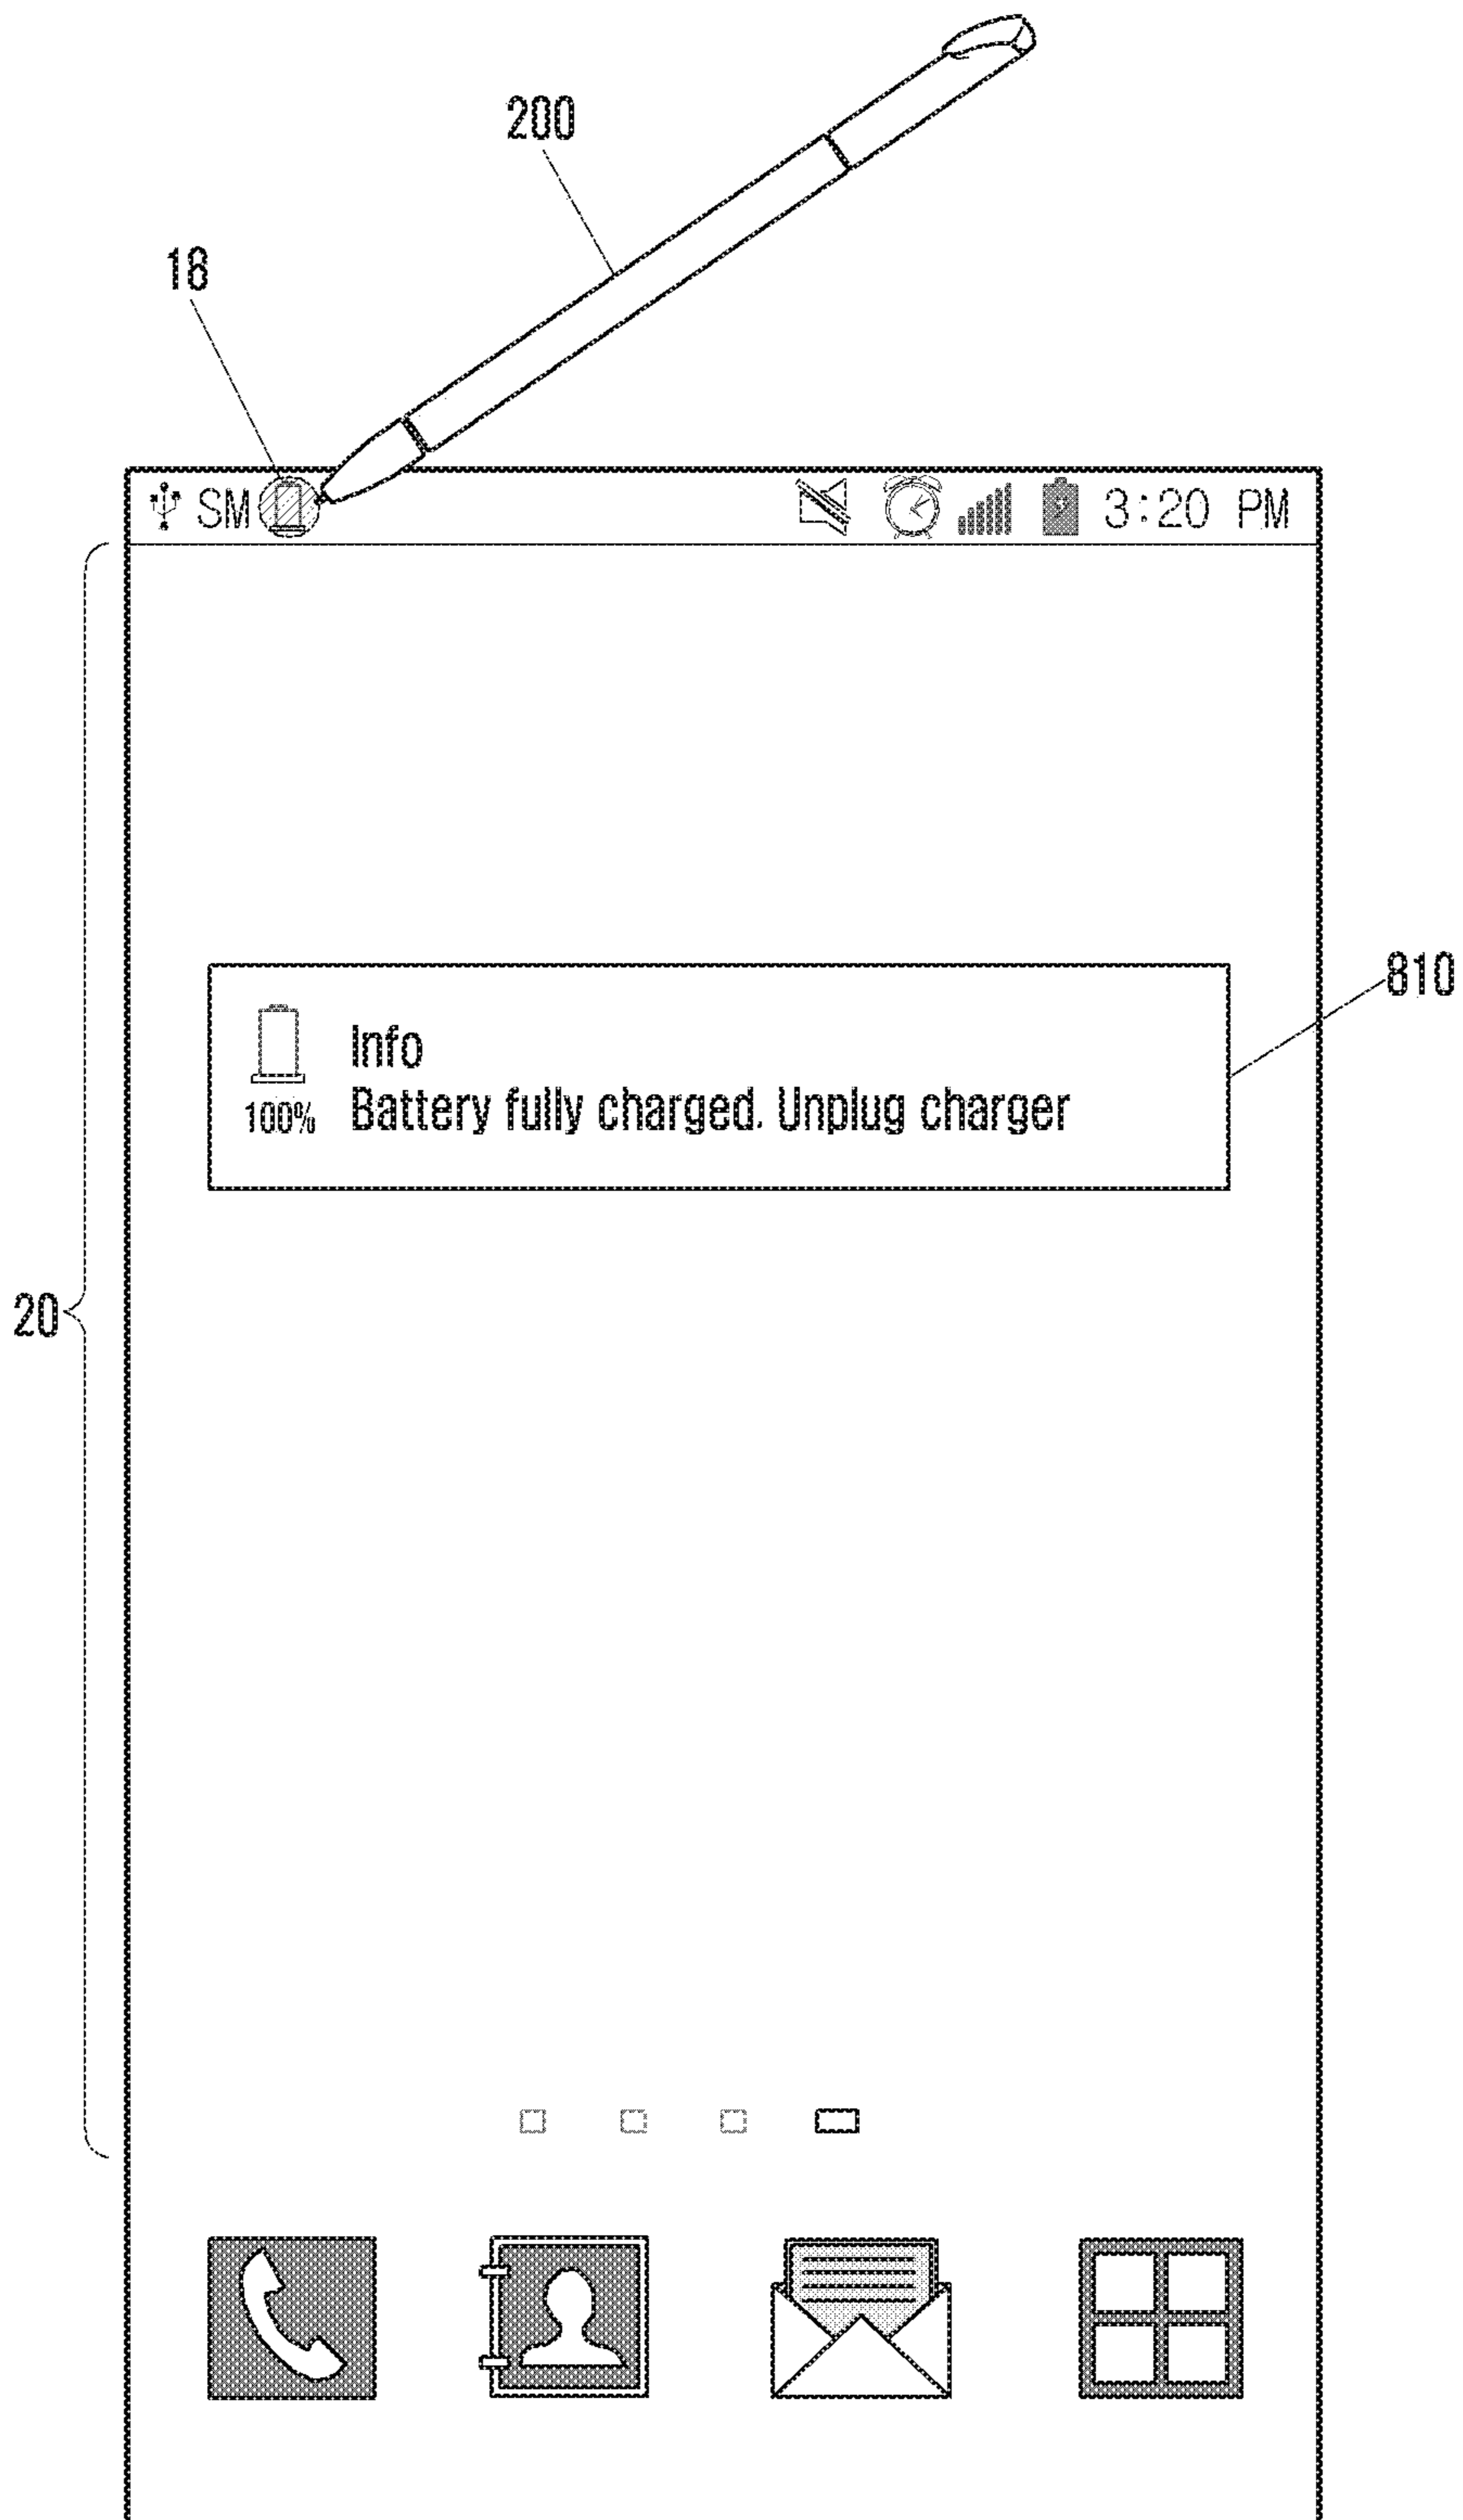 200
18
SM
3:20 PM
810
Info
100% Battery fully charged. Unplug charger
20